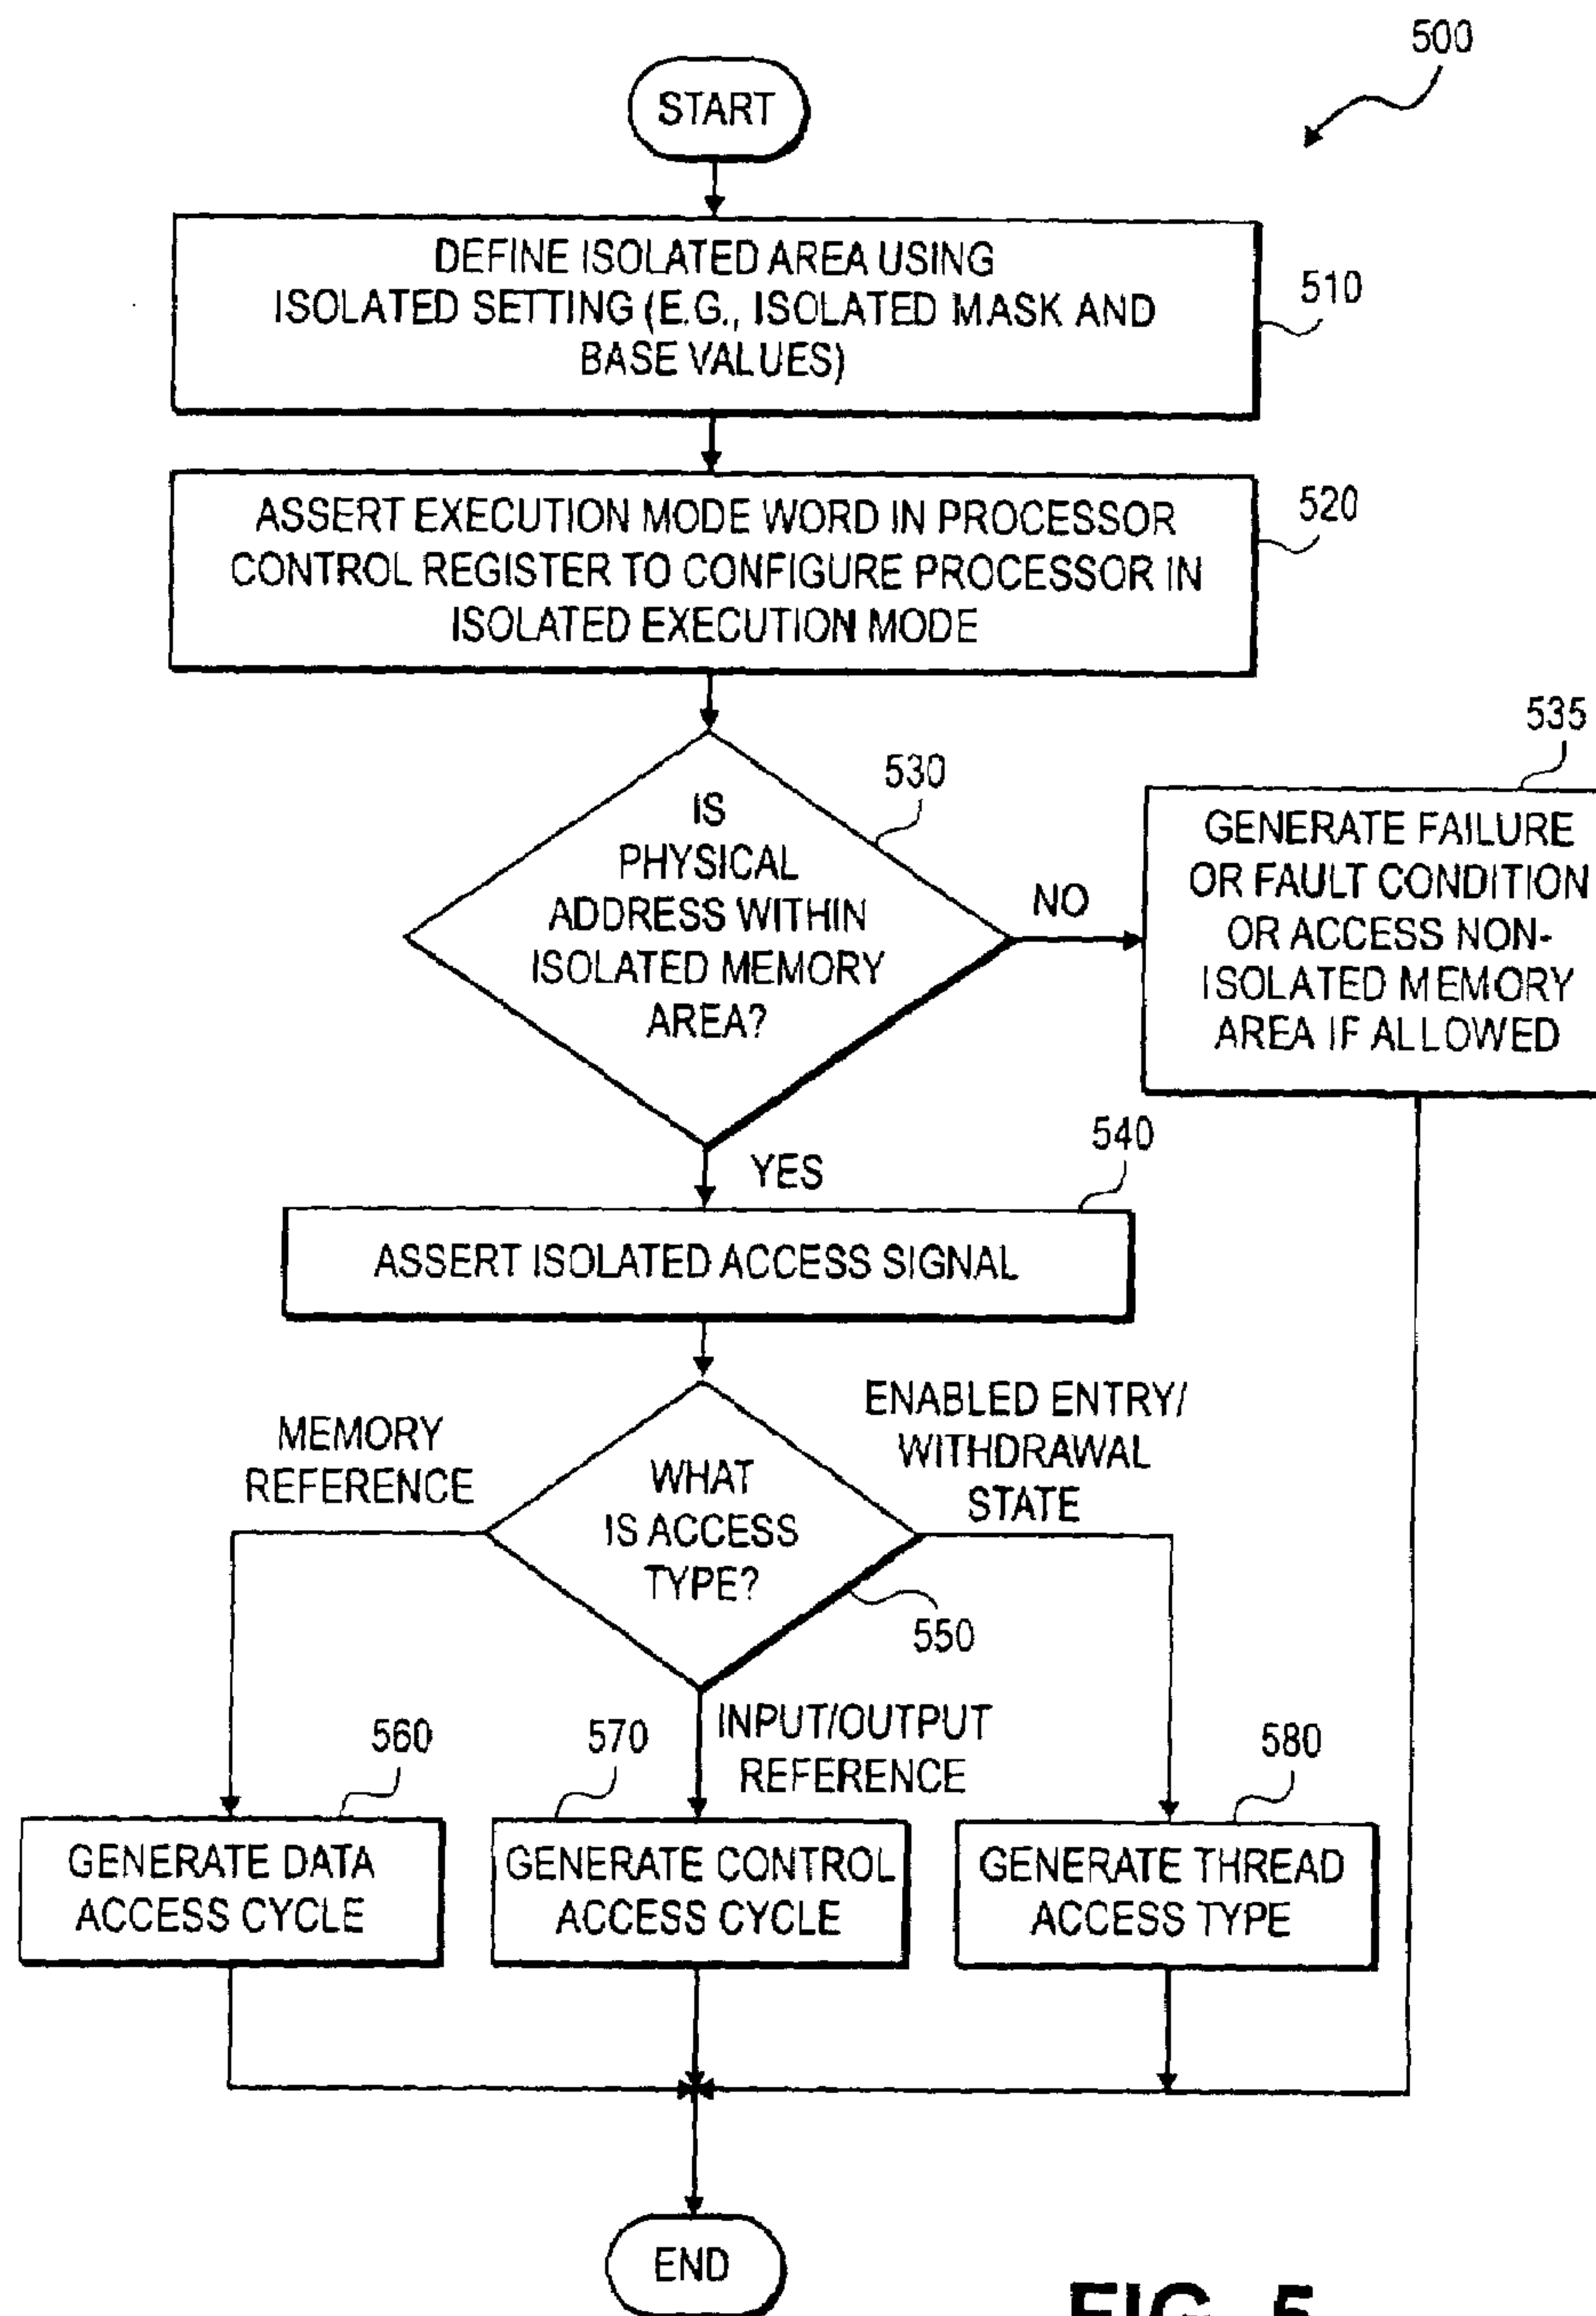 500
START
DEFINE ISOLATED AREA USING
ISOLATED SETTING (E.G., ISOLATED MASK AND
BASE VALUES)
510
ASSERT EXECUTION MODE WORD IN PROCESSOR
CONTROL REGISTER TO CONFIGURE PROCESSOR IN
ISOLATED EXECUTION MODE
520
IS
PHYSICAL
ADDRESS WITHIN
ISOLATED MEMORY
AREA?
530
NO
535
GENERATE FAILURE
OR FAULT CONDITION
OR ACCESS NON-
ISOLATED MEMORY
AREA IF ALLOWED
YES
540
ASSERT ISOLATED ACCESS SIGNAL
MEMORY
REFERENCE
WHAT
IS ACCESS
TYPE?
ENABLED ENTRY/
WITHDRAWAL
STATE
550
INPUT/OUTPUT
REFERENCE
560
GENERATE DATA
ACCESS CYCLE
570
GENERATE CONTROL
ACCESS CYCLE
580
GENERATE THREAD
ACCESS TYPE
END
FIG. 5